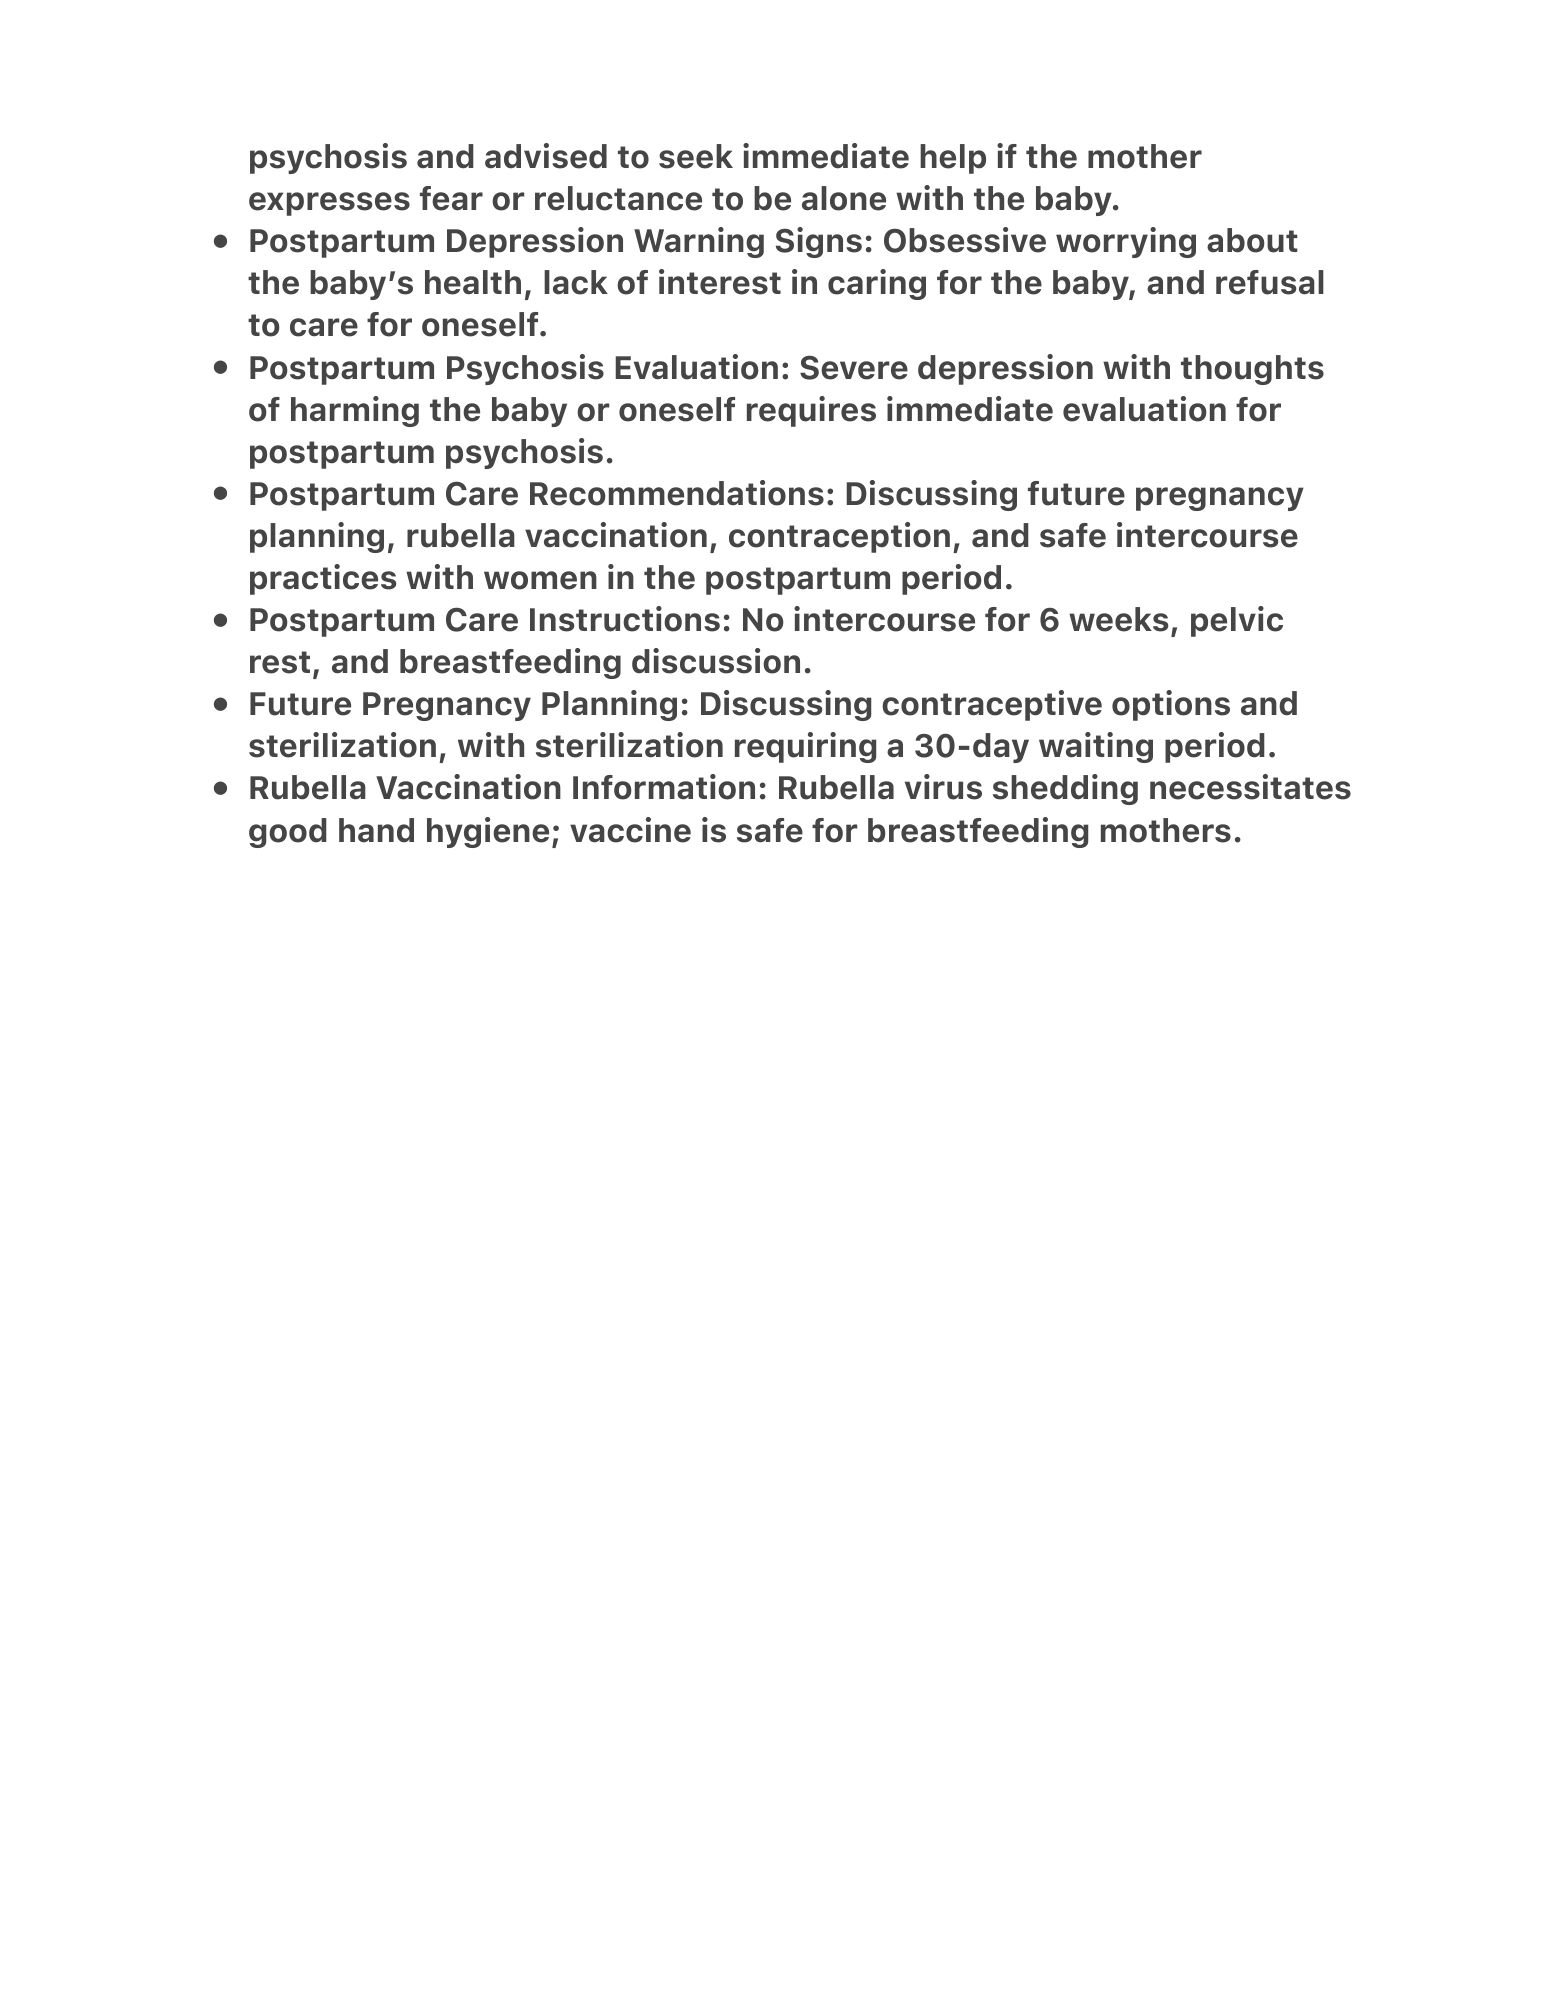 psychosis and advised to seek immediate help if the mother
expresses fear or reluctance to be alone with the baby.
• Postpartum Depression Warning Signs: Obsessive worrying about
the baby’s health, lack of interest in caring for the baby, and refusal
to care for oneself.
• Postpartum Psychosis Evaluation: Severe depression with thoughts
of harming the baby or oneself requires immediate evaluation for
postpartum psychosis.
• Postpartum Care Recommendations: Discussing future pregnancy
planning, rubella vaccination, contraception, and safe intercourse
practices with women in the postpartum period.
• Postpartum Care Instructions: No intercourse for 6 weeks, pelvic
rest, and breastfeeding discussion.
• Future Pregnancy Planning: Discussing contraceptive options and
sterilization, with sterilization requiring a 30-day waiting period.
• Rubella Vaccination Information: Rubella virus shedding necessitates
good hand hygiene; vaccine is safe for breastfeeding mothers.